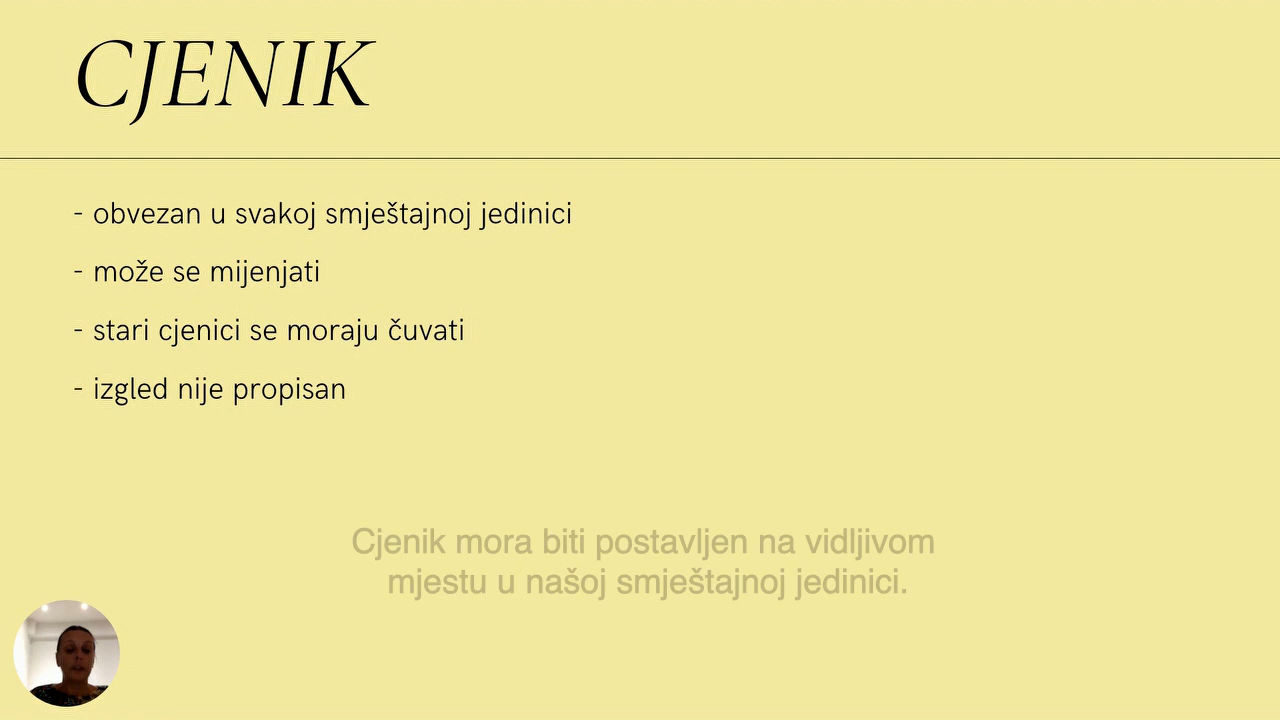 CJENIK
- obvezan u svakoj smještajnoj jedinici
- može se mijenjati
- stari cjenici se moraju čuvati
- izgled nije propisan
Cjenik mora biti postavljen na vidljivom
mjestu u našoj smještajnoj jedinici.